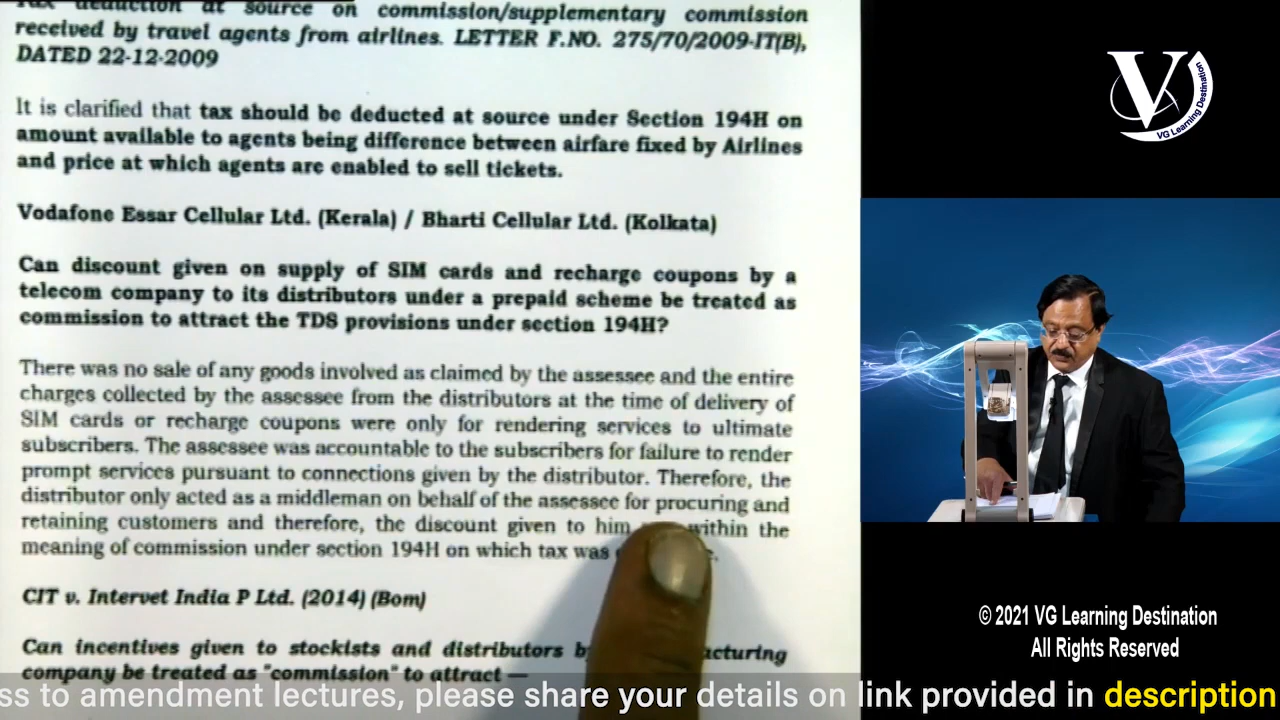 Tax deduction at source on commission/supplementary commission
received by travel agents from airlines. LETTER F.NO. 275/70/2009-IT(B),
DATED 22-12-2009
It is clarified that tax should be deducted at source under Section 194H on
amount available to agents being difference between airfare fixed by Airlines
and price at which agents are enabled to sell tickets.
Vodafone Essar Cellular Ltd. (Kerala) / Bharti Cellular Ltd. (Kolkata)
Can discount given on supply of SIM cards and recharge coupons by a
telecom company to its distributors under a prepaid scheme be treated as
commission to attract the TDS provisions under section 194H?
There was no sale of any goods involved as claimed by the assessee and the entire
charges collected by the assessee from the distributors at the time of delivery of
SIM cards or recharge coupons were only for rendering services to ultimate
subscribers. The assessee was accountable to the subscribers for failure to render
prompt services pursuant to connections given by the distributor. Therefore, the
distributor only acted as a middleman on behalf of the assessee for procuring and
retaining customers and therefore, the discount given to him within the
meaning of commission under section 194H on which tax was
CIT v. Intervet India P Ltd. (2014) (Bom)
Can incentives given to stockists and distributors
company be treated as "commission" to attract —
V
VG Learning Destination
© 2021 VG Learning Destination
All Rights Reserved
to amendment lectures, please share your details on link provided in description